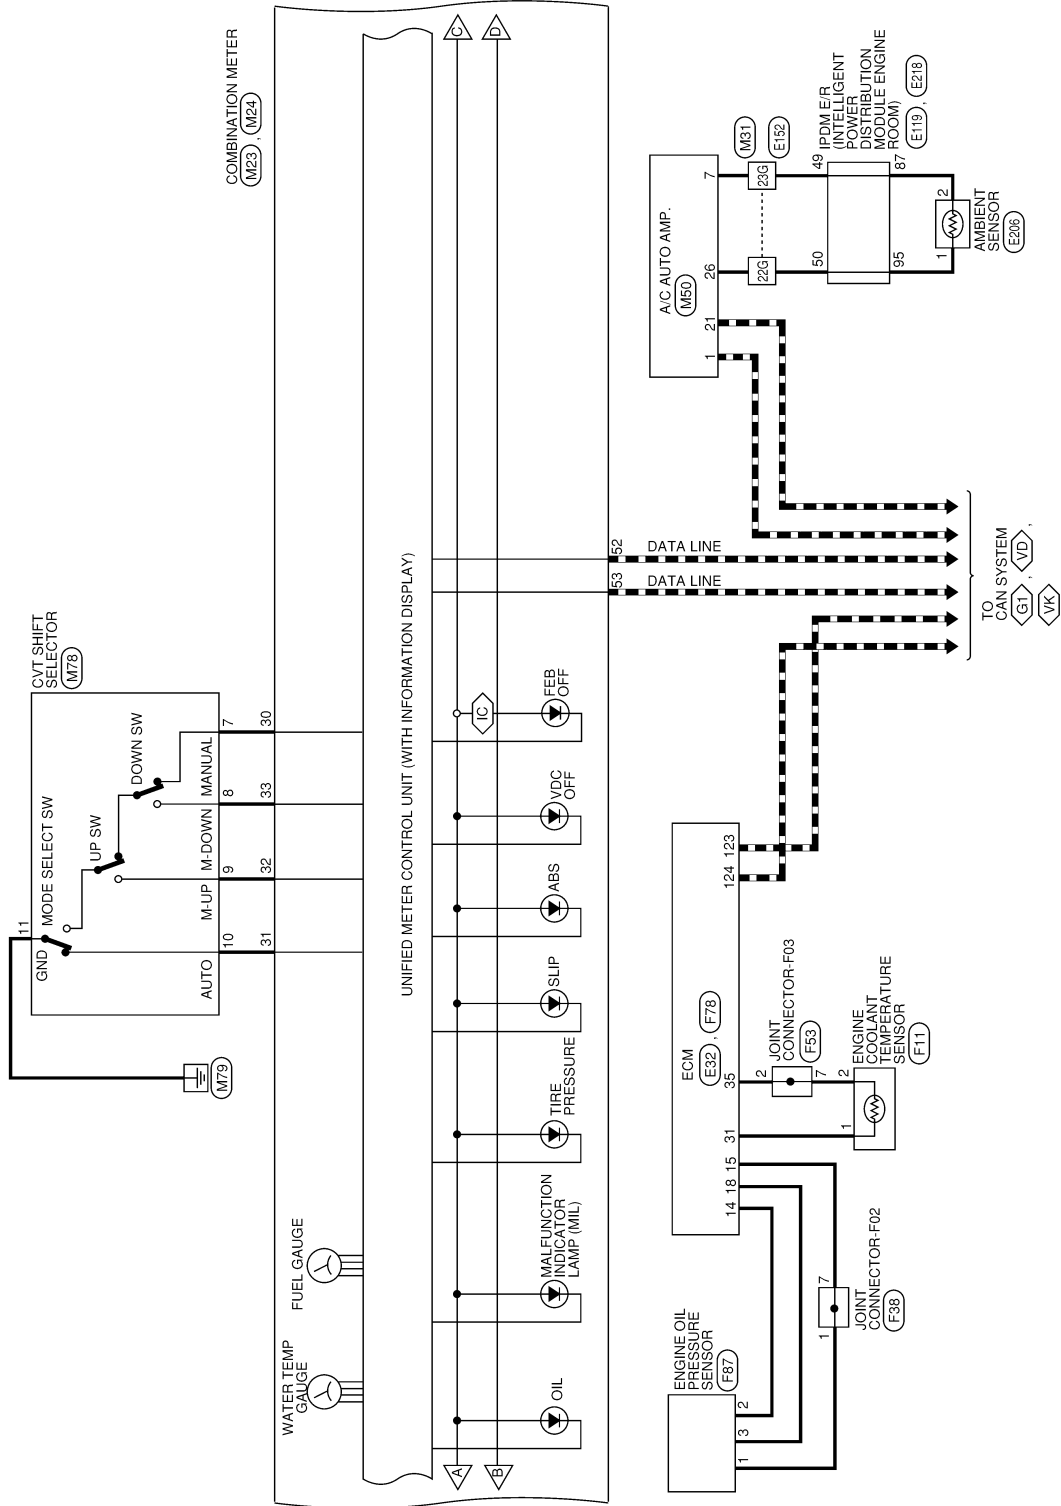 CVT SHIFT
SELECTOR
M78
11
GND
MODE SELECT SW
UP SW
DOWN SW
AUTO
M-UP
M-DOWN
MANUAL
10
9
8
7
31
32
33
30
M79
COMBINATION METER
M23 , M24
WATER TEMP
GAUGE
FUEL GAUGE
UNIFIED METER CONTROL UNIT (WITH INFORMATION DISPLAY)
A
C
B
D
IC
OIL
MALFUNCTION
INDICATOR
LAMP (MIL)
TIRE
PRESSURE
SLIP
ABS
VDC
OFF
FEB
OFF
53
52
DATA LINE
DATA LINE
ENGINE OIL
PRESSURE
SENSOR
F87
1
3
2
1
7
JOINT
CONNECTOR-F02
F38
ECM
E32 , F78
14
18
15
31
35
124
123
2
7
JOINT
CONNECTOR-F03
F53
1
2
ENGINE
COOLANT
TEMPERATURE
SENSOR
F11
TO
CAN SYSTEM
G1 , VD ,
VK
A/C AUTO AMP.
M50
1
21
26
7
22G
23G
M31
E152
50
49
IPDM E/R
(INTELLIGENT
POWER
DISTRIBUTION
MODULE ENGINE
ROOM)
E119 , E218
95
87
1
2
AMBIENT
SENSOR
E206